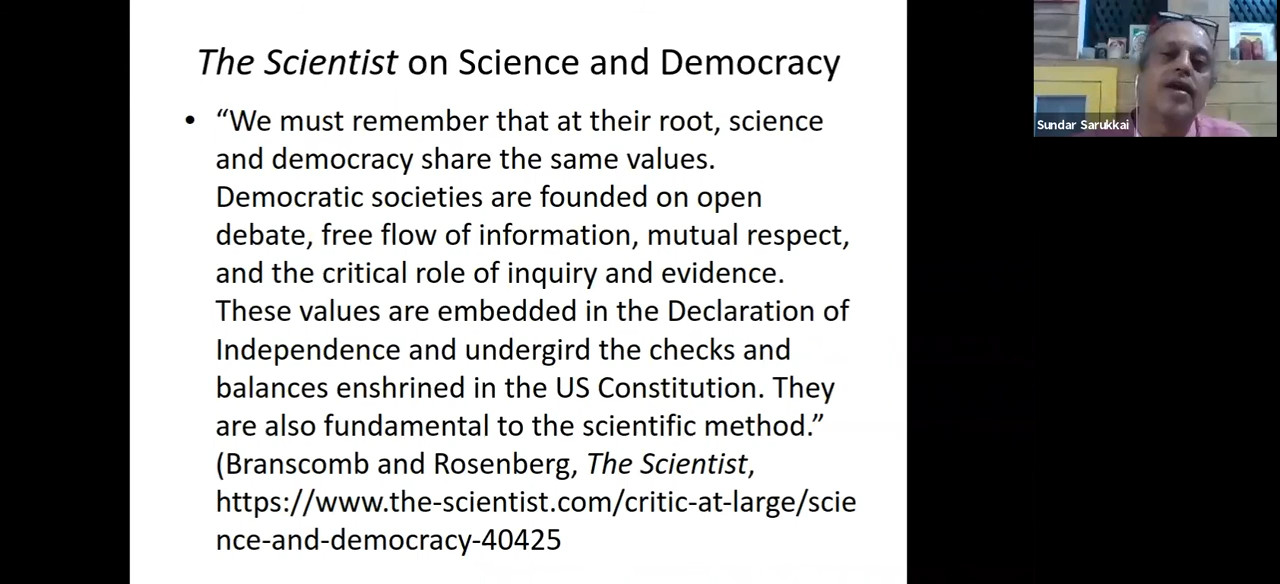 The Scientist on Science and Democracy
• “We must remember that at their root, science
and democracy share the same values.
Democratic societies are founded on open
debate, free flow of information, mutual respect,
and the critical role of inquiry and evidence.
These values are embedded in the Declaration of
Independence and undergird the checks and
balances enshrined in the US Constitution. They
are also fundamental to the scientific method.”
(Branscomb and Rosenberg, The Scientist,
https://www.the-scientist.com/critic-at-large/scie
nce-and-democracy-40425
Sundar Sarukkai